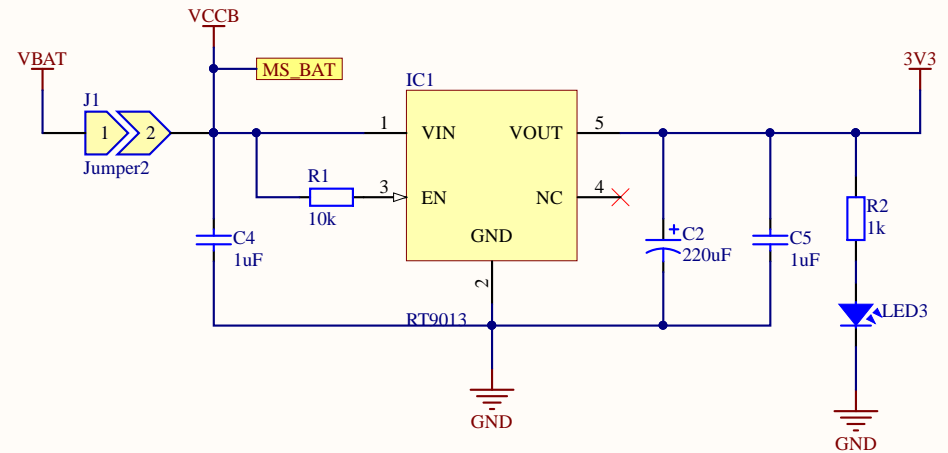 VCCB
VBAT
MS_BAT
3V3
J1
IC1
1
2
1
VIN
VOUT
5
Jumper2
R1
3
EN
NC
4
10k
R2
1k
GND
C4
1uF
+
C2
220uF
C5
1uF
2
RT9013
LED3
GND
GND